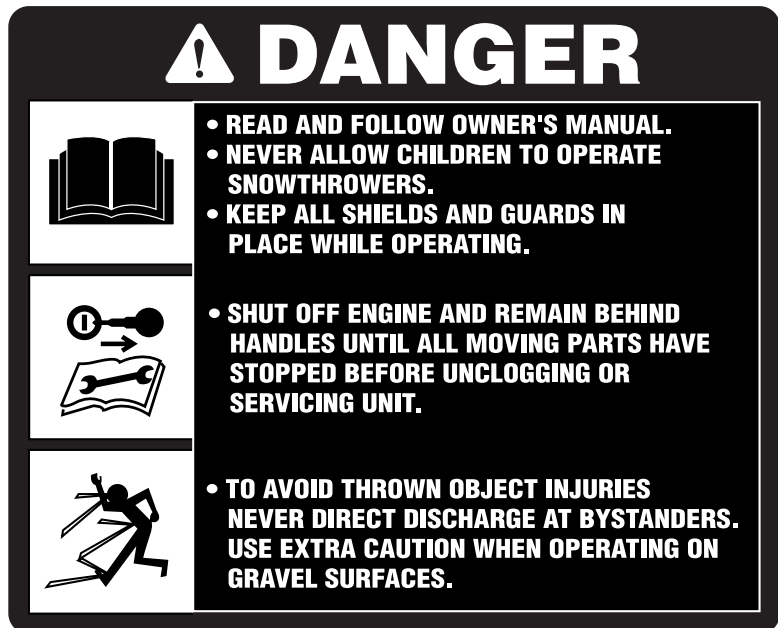 DANGER
• READ AND FOLLOW OWNER'S MANUAL.
• NEVER ALLOW CHILDREN TO OPERATE
SNOWTHROWERS.
• KEEP ALL SHIELDS AND GUARDS IN
PLACE WHILE OPERATING.
• SHUT OFF ENGINE AND REMAIN BEHIND
HANDLES UNTIL ALL MOVING PARTS HAVE
STOPPED BEFORE UNCLOGGING OR
SERVICING UNIT.
• TO AVOID THROWN OBJECT INJURIES
NEVER DIRECT DISCHARGE AT BYSTANDERS.
USE EXTRA CAUTION WHEN OPERATING ON
GRAVEL SURFACES.